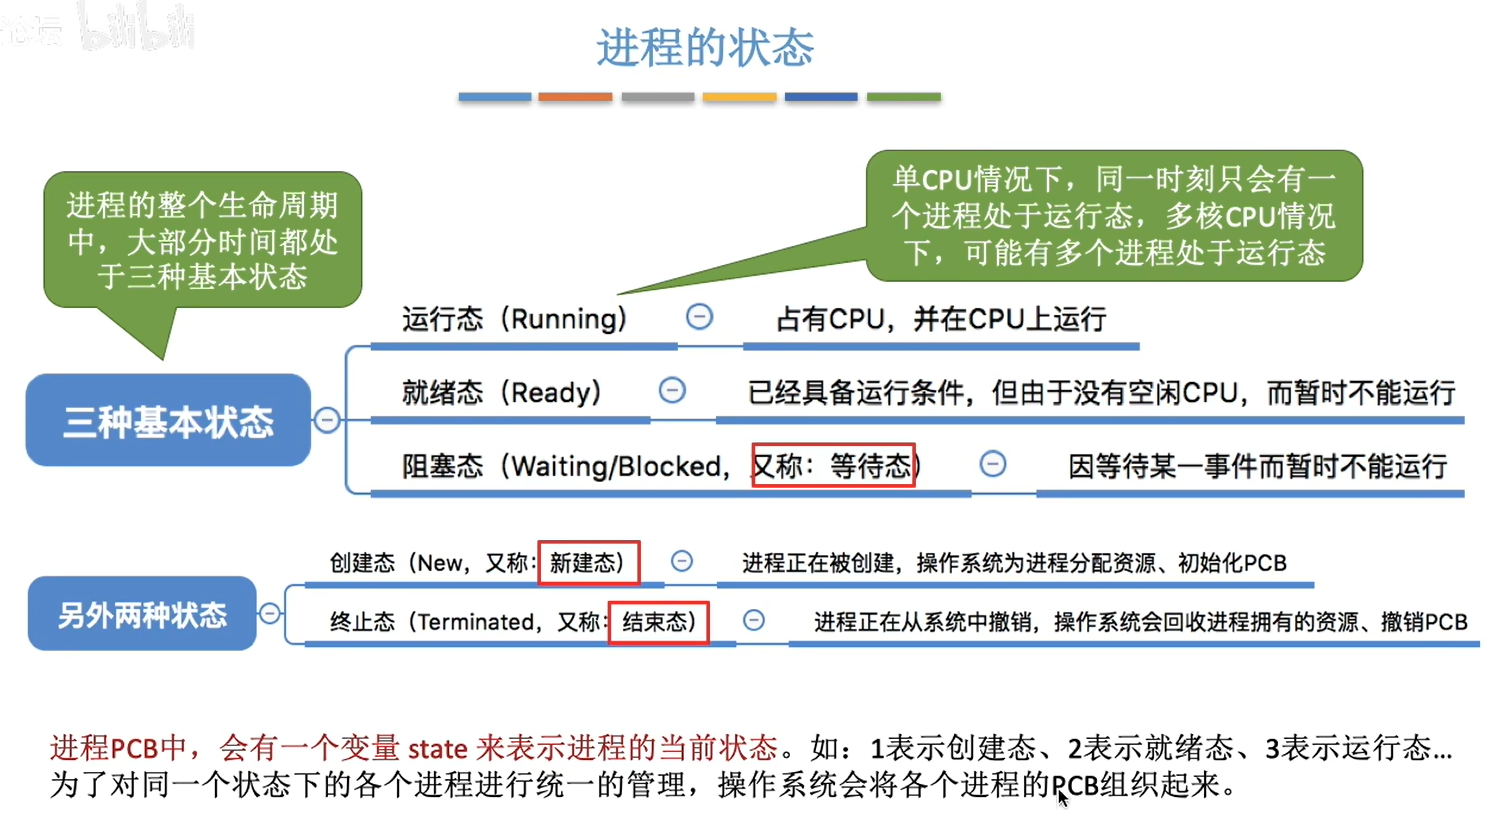 论坛 bilibili
进程的状态
进程的整个生命周期
中，大部分时间都处
于三种基本状态
单CPU情况下，同一时刻只会有一
个进程处于运行态，多核CPU情况
下，可能有多个进程处于运行态
三种基本状态
运行态（Running） 占有CPU，并在CPU上运行
就绪态（Ready） 已经具备运行条件，但由于没有空闲CPU，而暂时不能运行
阻塞态（Waiting/Blocked，又称：等待态） 因等待某一事件而暂时不能运行
另外两种状态
创建态（New，又称：新建态） 进程正在被创建，操作系统为进程分配资源、初始化PCB
终止态（Terminated，又称：结束态） 进程正在从系统中撤销，操作系统会回收进程拥有的资源、撤销PCB
进程PCB中，会有一个变量 state 来表示进程的当前状态。如：1表示创建态、2表示就绪态、3表示运行态...
为了对同一个状态下的各个进程进行统一的管理，操作系统会将各个进程的PCB组织起来。